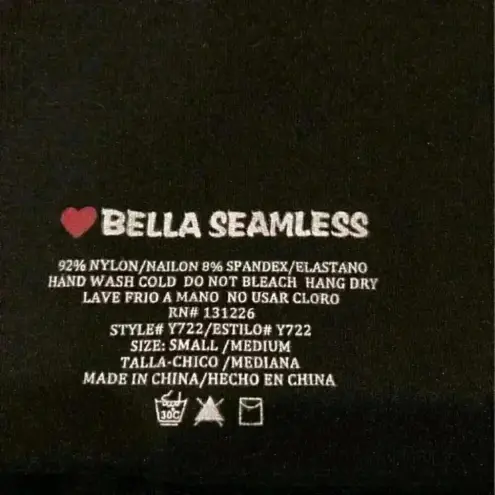 BELLA SEAMLESS
92% NYLON/NAILON 8% SPANDEX/ELASTANO
HAND WASH COLD DO NOT BLEACH HANG DRY
LAVE FRIO A MANO NO USAR CLORO
RN# 131226
STYLE# Y722/ESTILO# Y722
SIZE: SMALL /MEDIUM
TALLA-CHICO /MEDIANA
MADE IN CHINA/HECHO EN CHINA
30C